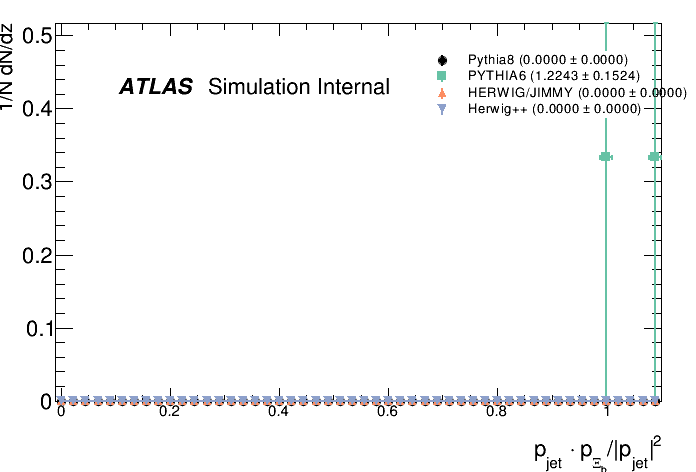 1/N dN/dz
0.5
0.4
0.3
0.2
0.1
0
ATLAS Simulation Internal
Pythia8 (0.0000 ± 0.0000)
PYTHIA6 (1.2243 ± 0.1524)
HERWIG/JIMMY (0.0000 ± 0.0000)
Herwig++ (0.0000 ± 0.0000)
0 0.2 0.4 0.6 0.8 1
p_jet · p_Ξb/|p_jet|²